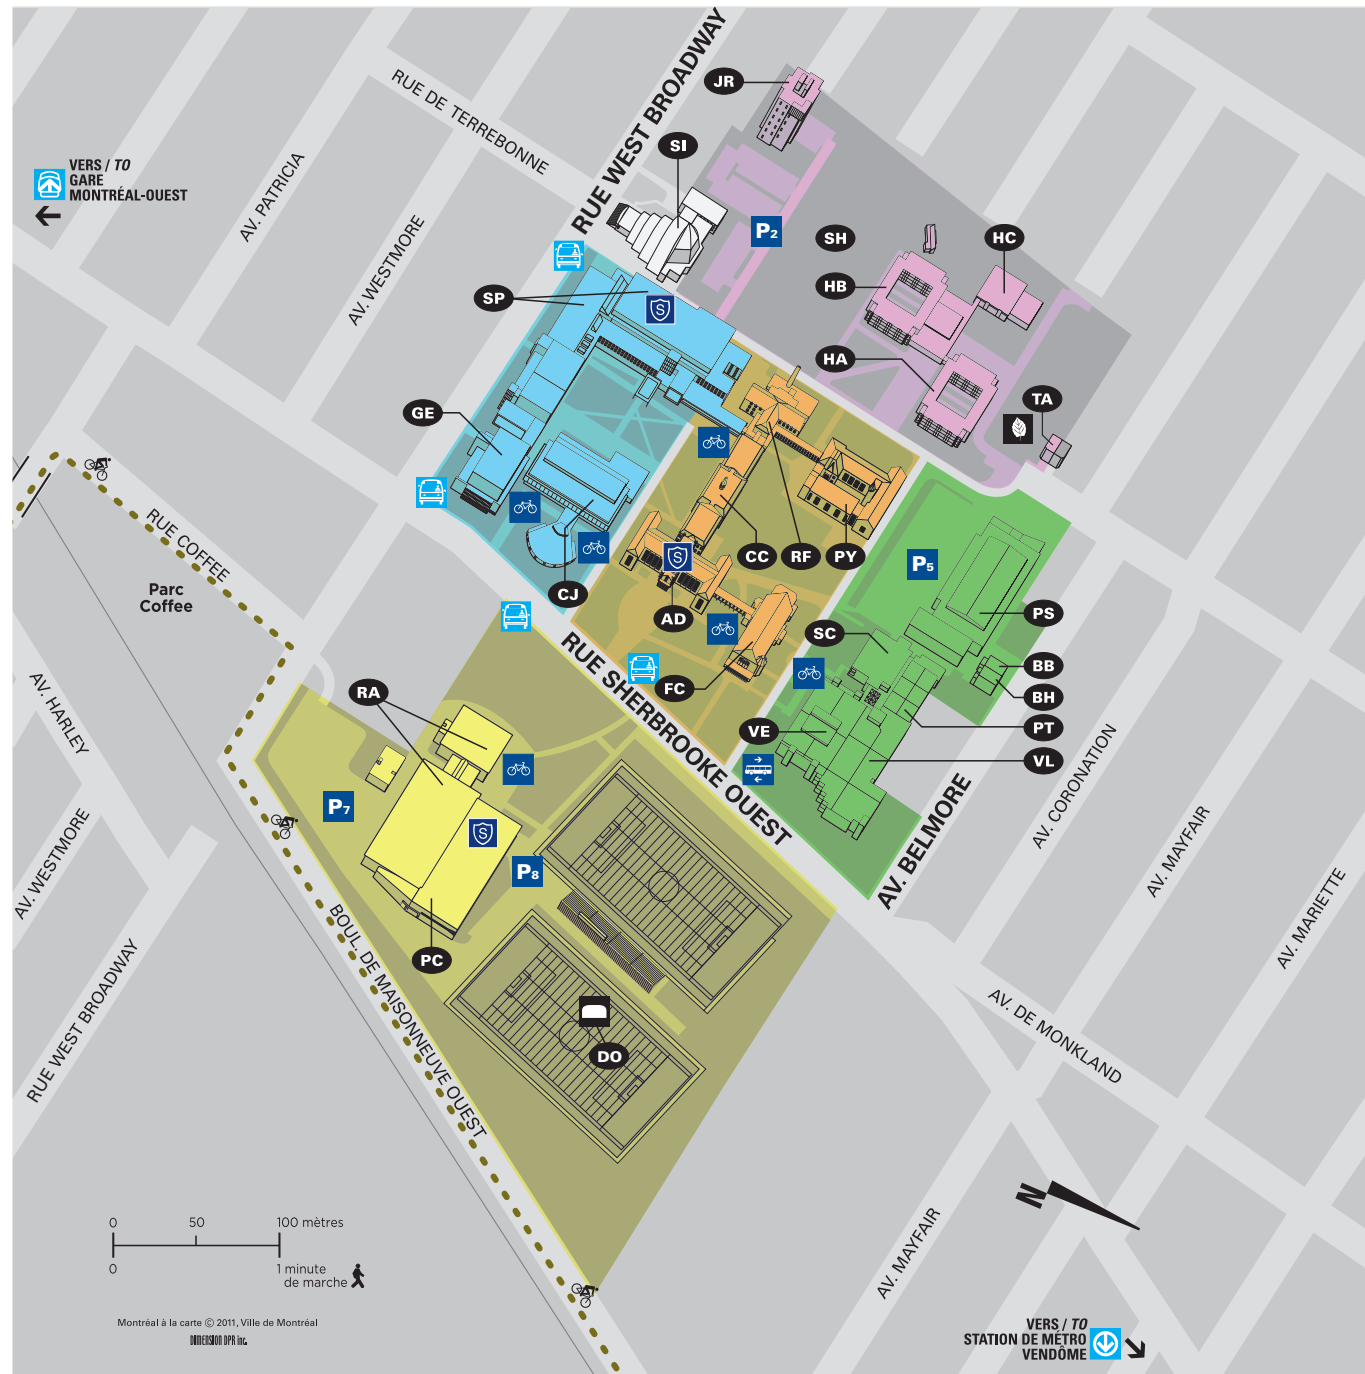 RUE WEST BROADWAY
JR
RUE DE TERREBONNE
SI
VERS / TO
GARE
MONTRÉAL-OUEST
AV. PATRICIA
AV. WESTMORE
P2
SH
HC
HB
SP
S
HA
TA
GE
RUE COFFEE
Parc
Coffee
CC
RF
PY
P5
S
CJ
AD
SC
PS
BB
BH
PT
VL
VE
FC
RA
RUE SHERBROOKE OUEST
AV. HARLEY
AV. WESTMORE
P7
S
P8
PC
AV. BELMORE
AV. CORONATION
AV. MAYFAIR
AV. MARIETTE
BOUL. DE MAISONNEUVE OUEST
RUE WEST BROADWAY
DO
AV. DE MONKLAND
N
AV. MAYFAIR
0 50 100 mètres
0 1 minute
de marche
Montréal à la carte © 2011, Ville de Montréal
DIMENSION DPR inc.
VERS / TO
STATION DE MÉTRO
VENDÔME